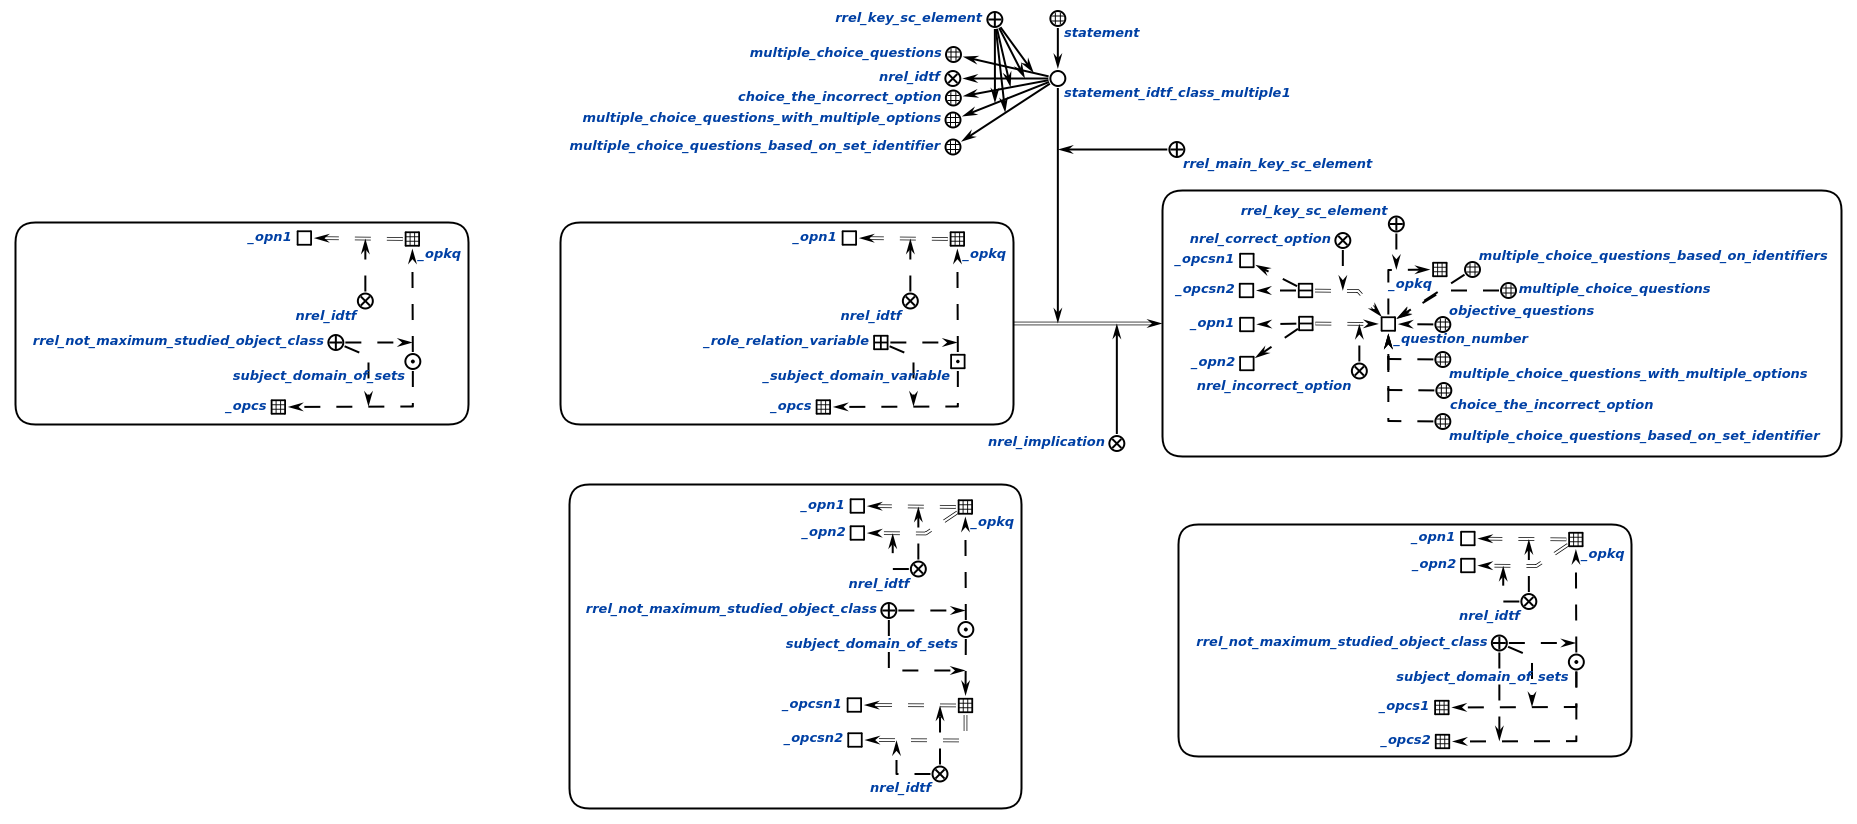 rrel_key_sc_element
statement
multiple_choice_questions
nrel_idtf
choice_the_incorrect_option
statement_idtf_class_multiple1
multiple_choice_questions_with_multiple_options
multiple_choice_questions_based_on_set_identifier
rrel_main_key_sc_element
_opn1
_opkq
nrel_idtf
rrel_not_maximum_studied_object_class
subject_domain_of_sets
_opcs
_opn1
_opkq
nrel_idtf
_role_relation_variable
_subject_domain_variable
_opcs
nrel_implication
rrel_key_sc_element
nrel_correct_option
_opcsn1
multiple_choice_questions_based_on_identifiers
_opkq
_opcsn2
multiple_choice_questions
objective_questions
_opn1
_question_number
_opn2
nrel_incorrect_option
multiple_choice_questions_with_multiple_options
choice_the_incorrect_option
multiple_choice_questions_based_on_set_identifier
_opn1
_opkq
_opn2
nrel_idtf
rrel_not_maximum_studied_object_class
subject_domain_of_sets
_opcsn1
_opcsn2
nrel_idtf
_opn1
_opkq
_opn2
nrel_idtf
rrel_not_maximum_studied_object_class
subject_domain_of_sets
_opcs1
_opcs2